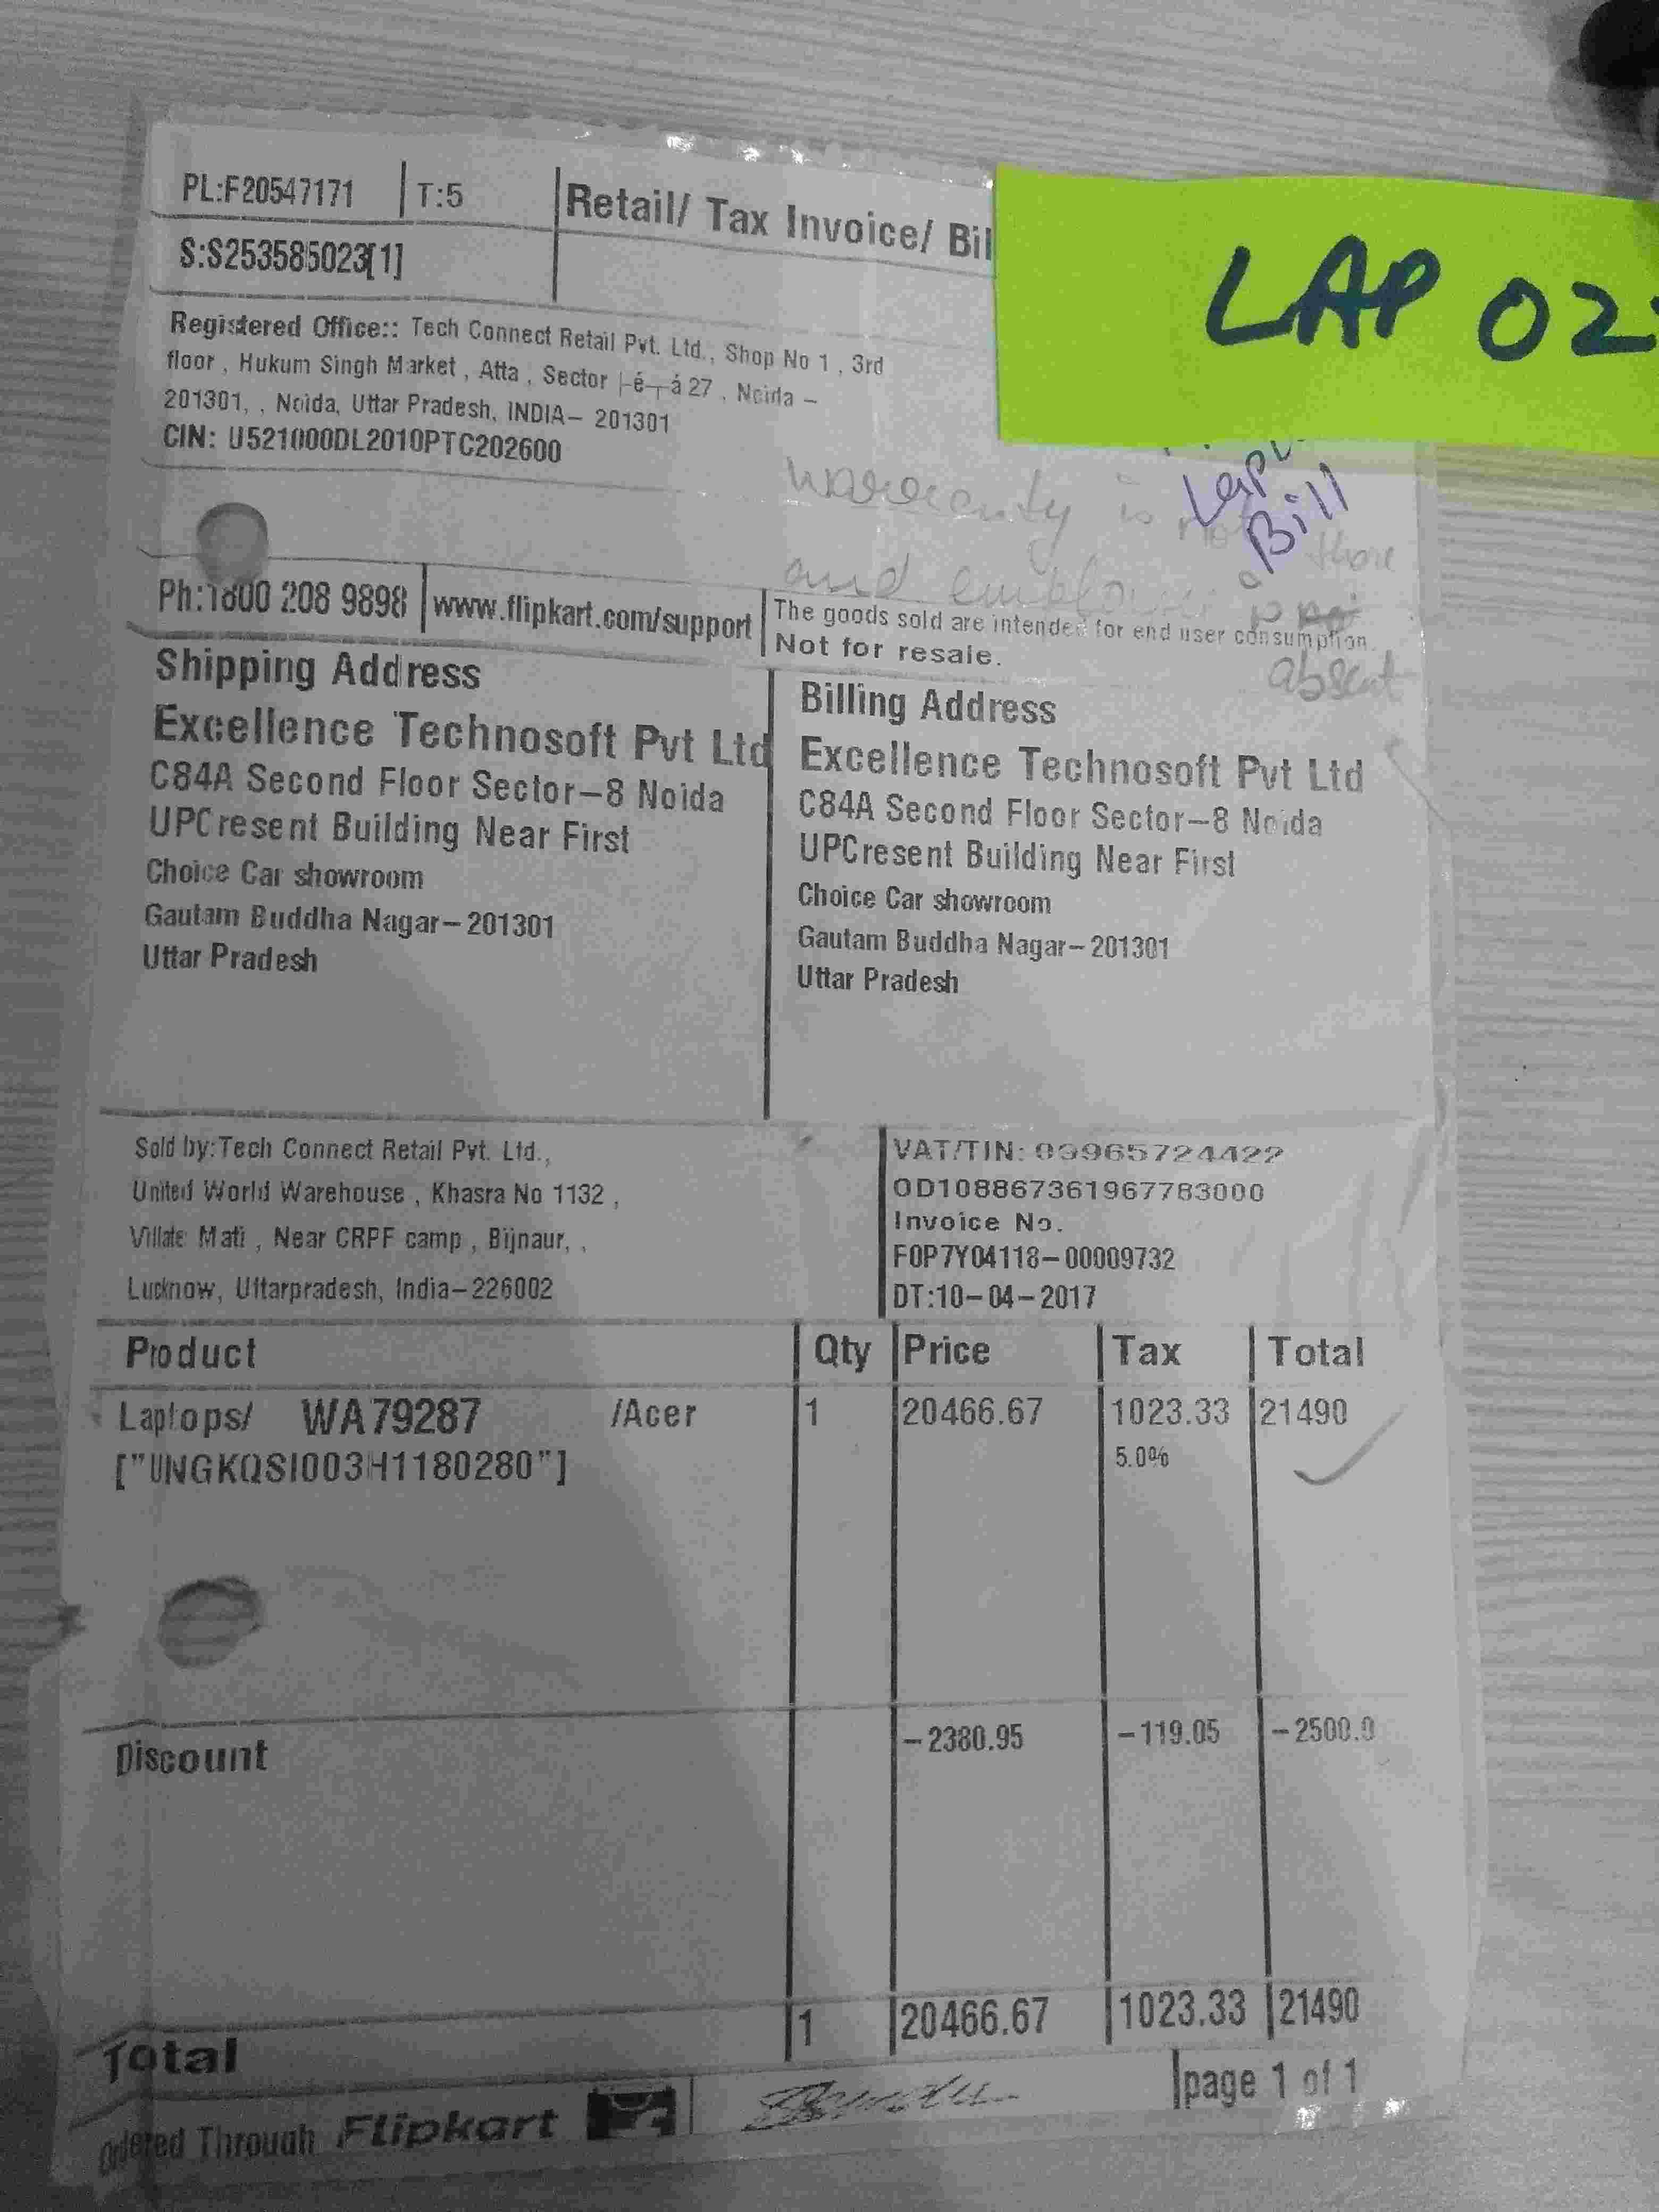 PL:F20547171 T:5 Retail/ Tax Invoice/ Bil
S:S253585023[1]
LAP 02
Registered Office:: Tech Connect Retail Pvt. Ltd., Shop No 1 , 3rd
floor , Hukum Singh Market , Atta , Sector ├é┬á27 , Noida –
201301, , Noida, Uttar Pradesh, INDIA– 201301
CIN: U521000DL2010PTC202600
Bill
warrenty is not there
and
absent
Ph:1800 208 9898 www.flipkart.com/support
The goods sold are intended for end user consumption.
Not for resale.
Shipping Address
Excellence Technosoft Pvt Ltd
C84A Second Floor Sector–8 Noida
UPCresent Building Near First
Choice Car showroom
Gautam Buddha Nagar–201301
Uttar Pradesh
Billing Address
Excellence Technosoft Pvt Ltd
C84A Second Floor Sector–8 Noida
UPCresent Building Near First
Choice Car showroom
Gautam Buddha Nagar–201301
Uttar Pradesh
Sold by:Tech Connect Retail Pvt. Ltd.,
United World Warehouse , Khasra No 1132 ,
Mati , Near CRPF camp , Bijnaur, ,
Lucknow, Uttarpradesh, India–226002
VAT/TIN: 09965724422
OD108867361967783000
Invoice No.
F0P7Y04118–00009732
DT:10–04–2017
Product Qty Price Tax Total
Laptops/ WA79287 /Acer 1 20466.67 1023.33 21490
["UNGKQSI003H1180280"] 5.0%
Discount –2380.95 –119.05 –2500.0
Total 1 20466.67 1023.33 21490
Ordered Through Flipkart page 1 of 1